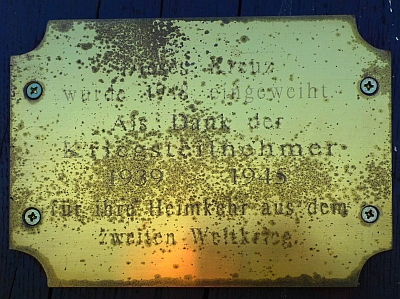 Kreuz
wurde eingeweiht
Als Dank der
Kriegsteilnehmer
1939 1945
für ihre Heimkehr aus dem
zweiten Weltkrieg